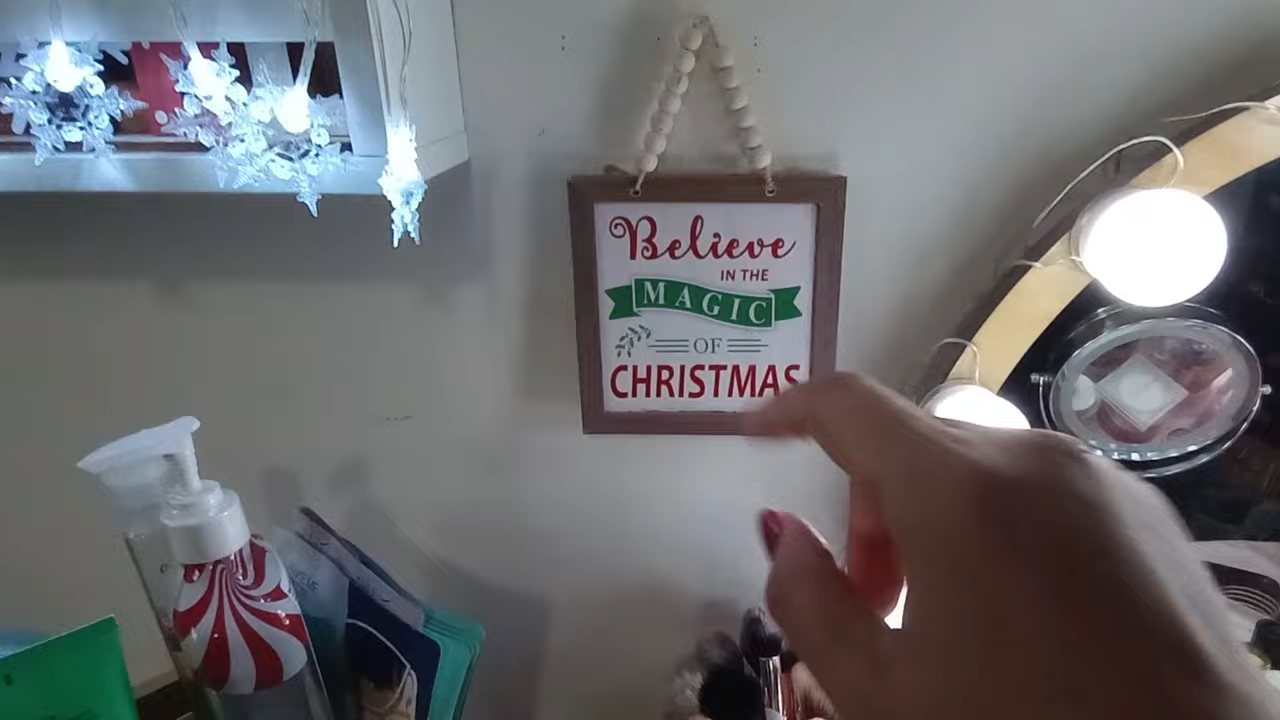 Believe
IN THE
MAGIC
OF
CHRISTMAS